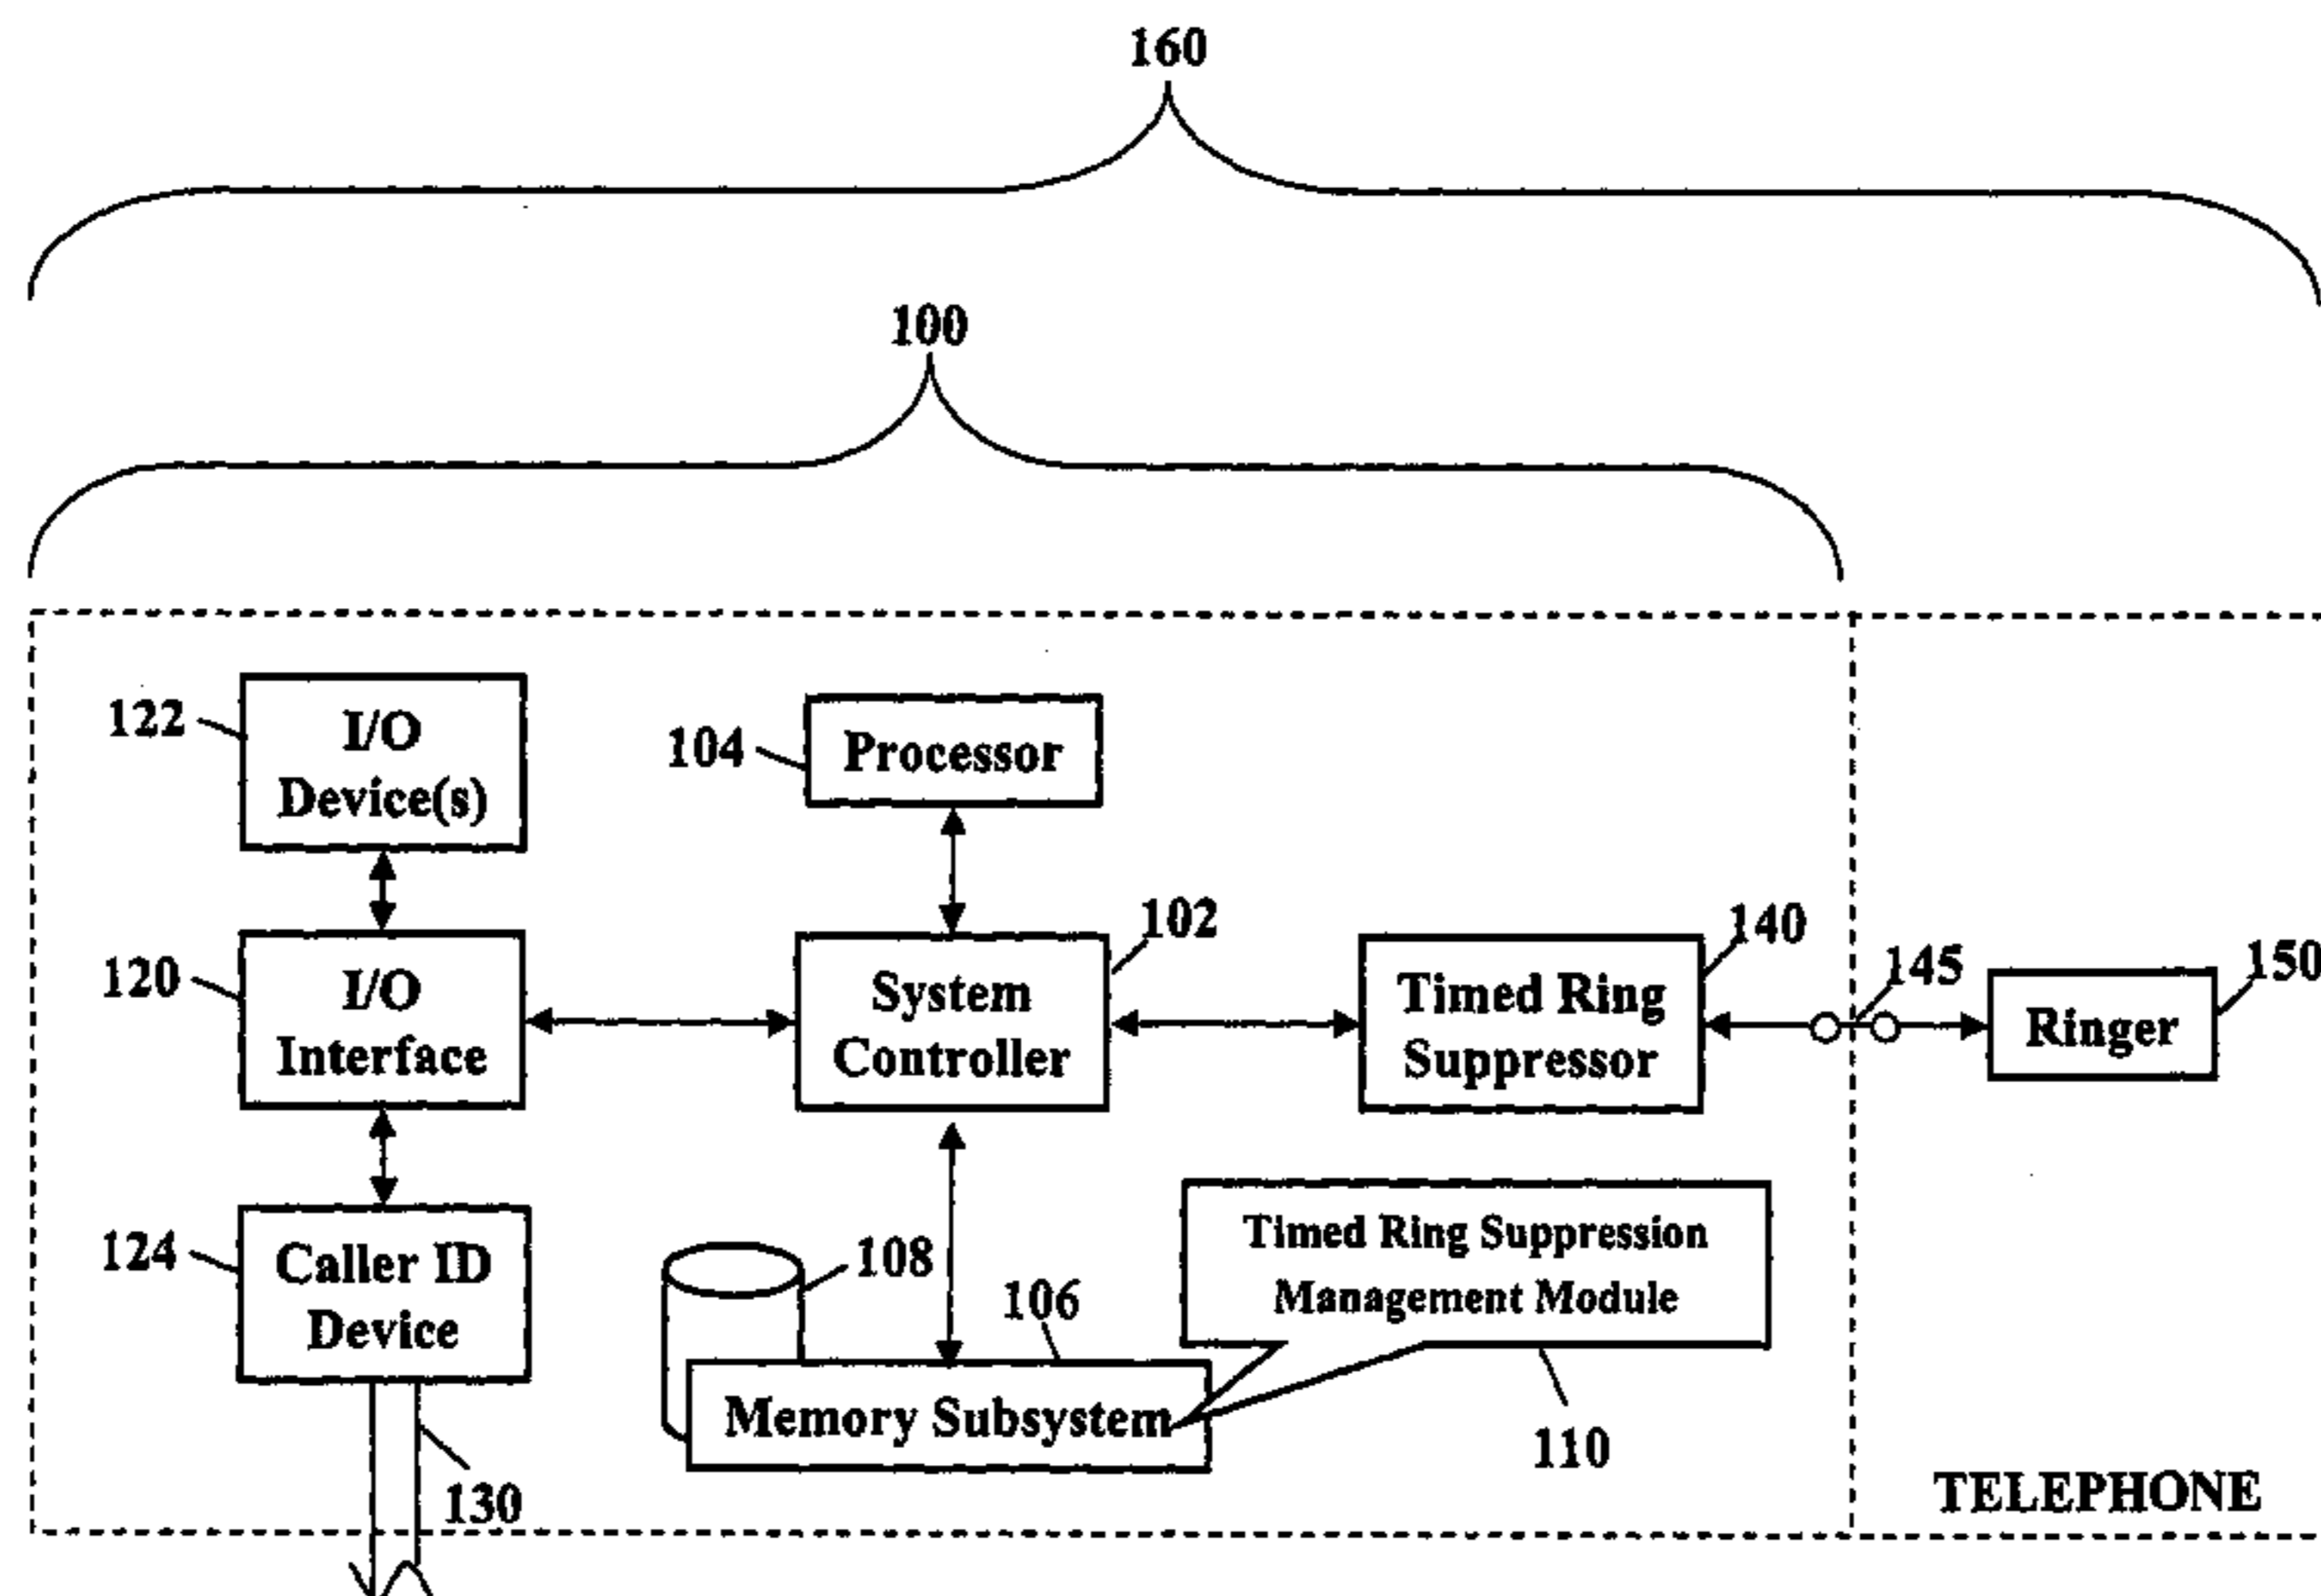 160
100
122
I/O
Device(s)
104
Processor
120
I/O
Interface
102
System
Controller
140
Timed Ring
Suppressor
145
150
Ringer
124
Caller ID
Device
108
106
Timed Ring Suppression
Management Module
Memory Subsystem
110
130
TELEPHONE